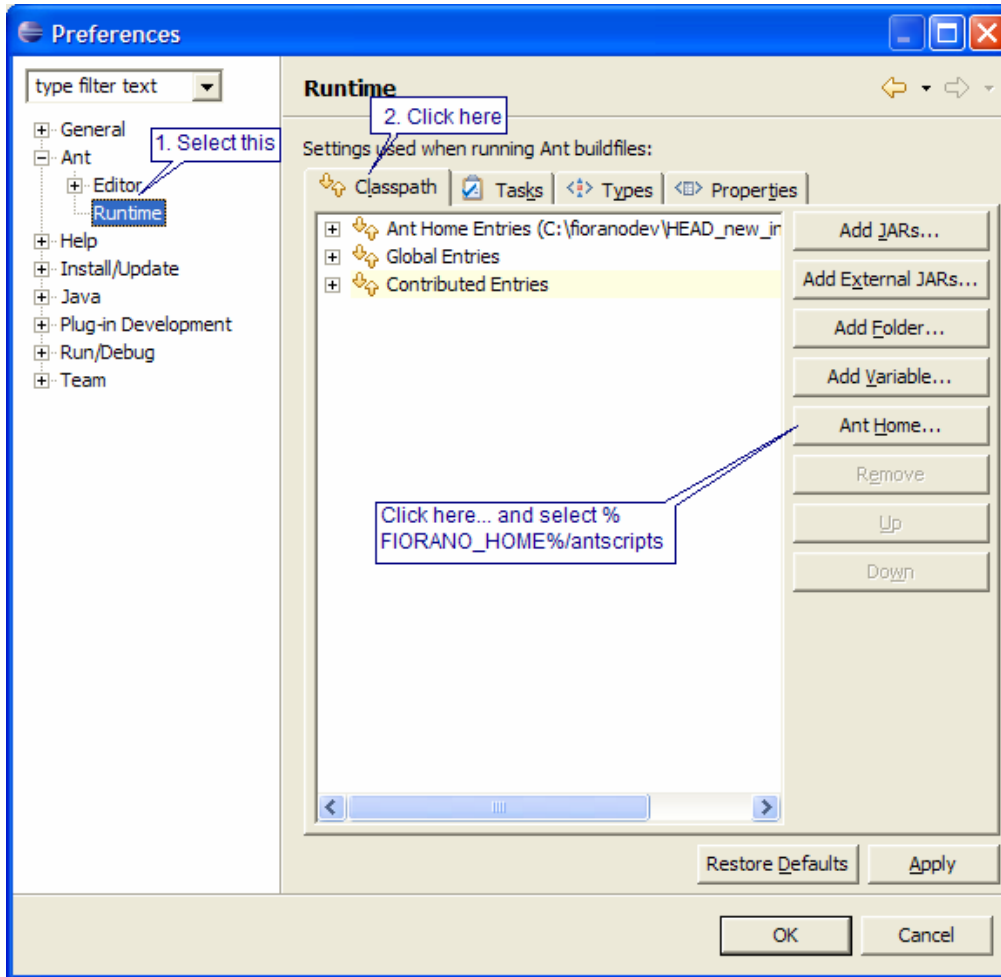 Preferences
type filter text
General
Ant
Editor
Runtime
Help
Install/Update
Java
Plug-in Development
Run/Debug
Team
1. Select this
Runtime
2. Click here
Settings used when running Ant buildfiles:
Classpath
Tasks
Types
Properties
Ant Home Entries (C:\fioranodev\HEAD_new_in
Global Entries
Contributed Entries
Add JARs...
Add External JARs...
Add Folder...
Add Variable...
Ant Home...
Remove
Up
Down
Click here... and select %
FIORANO_HOME%/antscripts
Restore Defaults
Apply
OK
Cancel